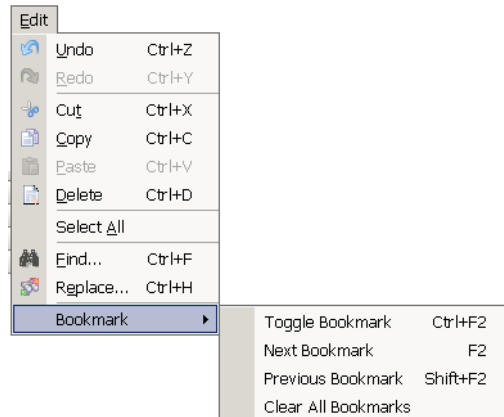 Edit
Undo Ctrl+Z
Redo Ctrl+Y
Cut Ctrl+X
Copy Ctrl+C
Paste Ctrl+V
Delete Ctrl+D
Select All
Find... Ctrl+F
Replace... Ctrl+H
Bookmark
Toggle Bookmark Ctrl+F2
Next Bookmark F2
Previous Bookmark Shift+F2
Clear All Bookmarks